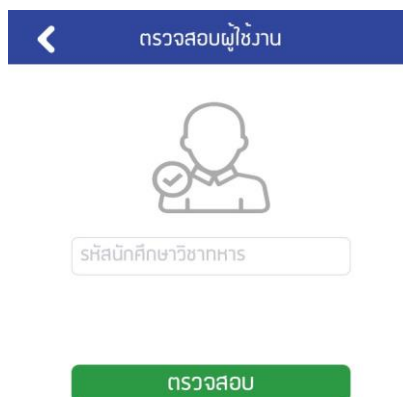 ตรวจสอบผู้ใช้งาน
รหัสนักศึกษาวิชาทหาร
ตรวจสอบ